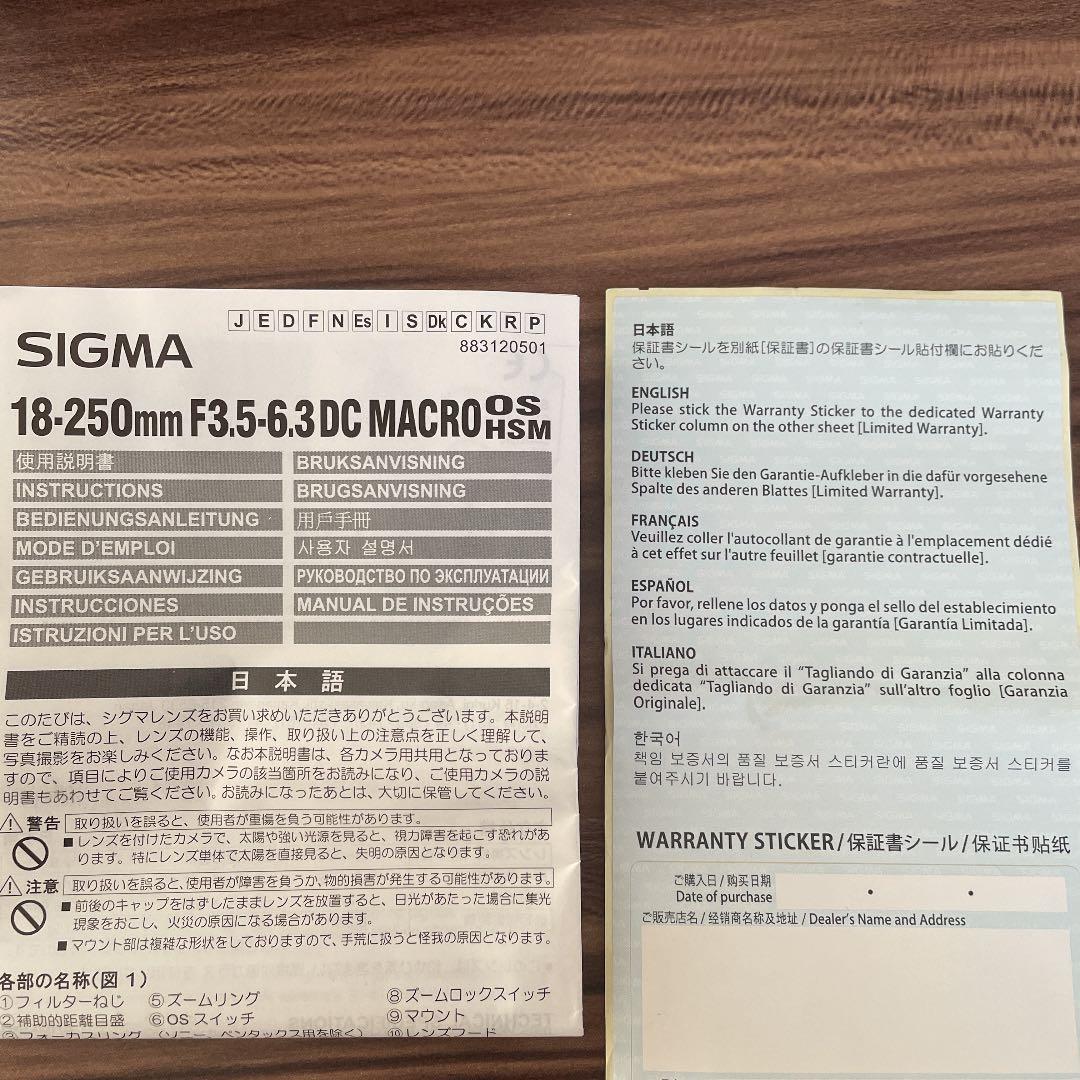 J E D F N Es I S Dk C K R P
883120501
SIGMA
18-250mm F3.5-6.3 DC MACRO OS HSM
使用説明書
INSTRUCTIONS
BEDIENUNGSANLEITUNG
MODE D'EMPLOI
GEBRUIKSAANWIJZING
INSTRUCCIONES
ISTRUZIONI PER L'USO
BRUKSANVISNING
BRUGSANVISNING
用戶手冊
사용자 설명서
РУКОВОДСТВО ПО ЭКСПЛУАТАЦИИ
MANUAL DE INSTRUÇÕES
日本語
このたびは、シグマレンズをお買い求めいただきありがとうございます。本説明
書をご精読の上、レンズの機能、操作、取り扱い上の注意点を正しく理解して、
写真撮影をお楽しみください。なお本説明書は、各カメラ用共用となっておりま
すので、項目によりご使用カメラの該当箇所をお読みになり、ご使用カメラの説
明書もあわせてご覧ください。お読みになったあとは、大切に保管してください。
警告 取り扱いを誤ると、使用者が重傷を負う可能性があります。
■レンズを付けたカメラで、太陽や強い光源を見ると、視力障害を起こす恐れがあ
ります。特にレンズ単体で太陽を直接見ると、失明の原因となります。
注意 取り扱いを誤ると、使用者が障害を負うか、物的損害が発生する可能性があります。
■前後のキャップをはずしたままレンズを放置すると、日光があたった場合に集光
現象をおこし、火災の原因になる場合があります。
■マウント部は複雑な形状をしておりますので、手荒に扱うと怪我の原因となります。
各部の名称(図1)
①フィルターねじ ⑤ズームリング ⑧ズームロックスイッチ
②補助的距離目盛 ⑥OSスイッチ ⑨マウント
③フォーカスリング (ソニー、ペンタックス用を除く) ⑩レンズフード
日本語
保証書シールを別紙[保証書]の保証書シール貼付欄にお貼りくだ
さい。
ENGLISH
Please stick the Warranty Sticker to the dedicated Warranty
Sticker column on the other sheet [Limited Warranty].
DEUTSCH
Bitte kleben Sie den Garantie-Aufkleber in die dafür vorgesehene
Spalte des anderen Blattes [Limited Warranty].
FRANÇAIS
Veuillez coller l'autocollant de garantie à l'emplacement dédié
à cet effet sur l'autre feuillet [garantie contractuelle].
ESPAÑOL
Por favor, rellene los datos y ponga el sello del establecimiento
en los lugares indicados de la garantía [Garantía Limitada].
ITALIANO
Si prega di attaccare il “Tagliando di Garanzia” alla colonna
dedicata “Tagliando di Garanzia” sull'altro foglio [Garanzia
Originale].
한국어
책임 보증서의 품질 보증서 스티커란에 품질 보증서 스티커를
붙여주시기 바랍니다.
WARRANTY STICKER/保証書シール/保证书贴纸
ご購入日/购买日期
Date of purchase
ご販売店名/经销商名称及地址/Dealer's Name and Address